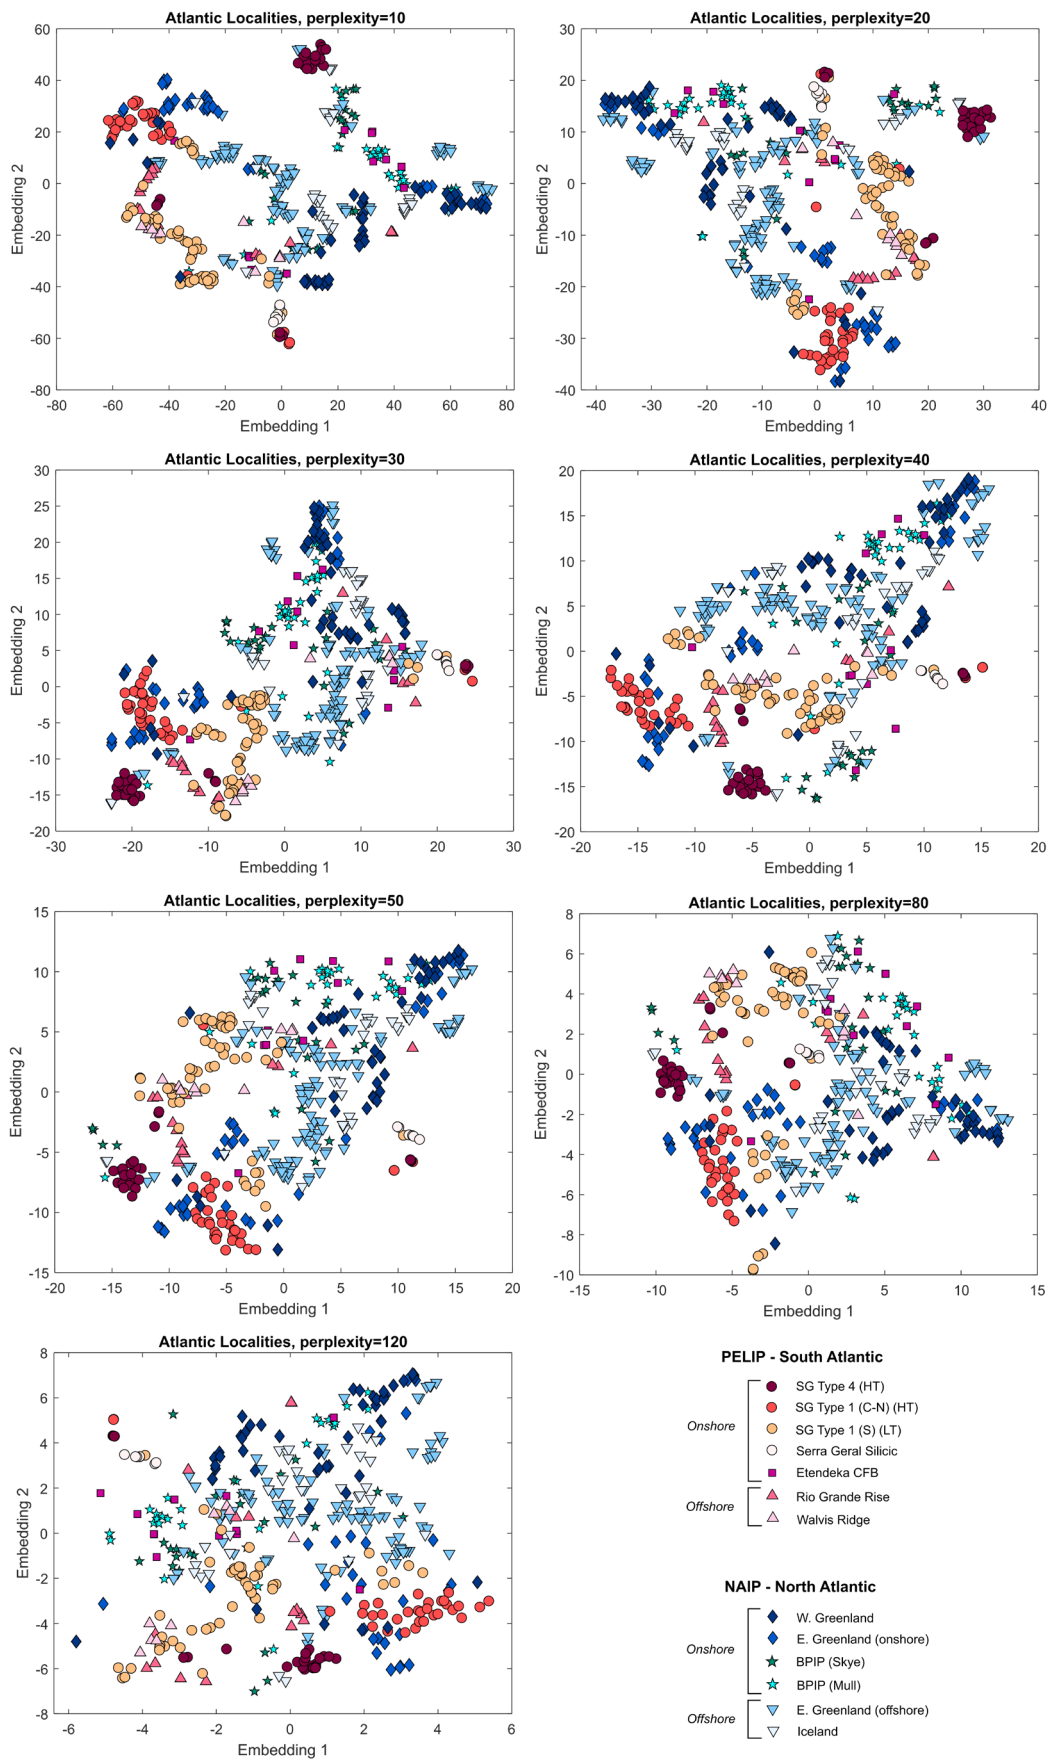 Atlantic Localities, perplexity=10
60
40
20
0
-20
-40
-60
-80
Embedding 2
-80 -60 -40 -20 0 20 40 60 80
Embedding 1
Atlantic Localities, perplexity=20
30
20
10
0
-10
-20
-30
-40
Embedding 2
-40 -30 -20 -10 0 10 20 30 40
Embedding 1
Atlantic Localities, perplexity=30
30
25
20
15
10
5
0
-5
-10
-15
-20
Embedding 2
-30 -20 -10 0 10 20 30
Embedding 1
Atlantic Localities, perplexity=40
20
15
10
5
0
-5
-10
-15
-20
Embedding 2
-20 -15 -10 -5 0 5 10 15 20
Embedding 1
Atlantic Localities, perplexity=50
15
10
5
0
-5
-10
-15
Embedding 2
-20 -15 -10 -5 0 5 10 15 20
Embedding 1
Atlantic Localities, perplexity=80
8
6
4
2
0
-2
-4
-6
-8
-10
Embedding 2
-15 -10 -5 0 5 10 15
Embedding 1
Atlantic Localities, perplexity=120
8
6
4
2
0
-2
-4
-6
-8
Embedding 2
-6 -4 -2 0 2 4 6
Embedding 1
PELIP - South Atlantic
Onshore
SG Type 4 (HT)
SG Type 1 (C-N) (HT)
SG Type 1 (S) (LT)
Serra Geral Silicic
Etendeka CFB
Offshore
Rio Grande Rise
Walvis Ridge
NAIP - North Atlantic
Onshore
W. Greenland
E. Greenland (onshore)
BPIP (Skye)
BPIP (Mull)
Offshore
E. Greenland (offshore)
Iceland